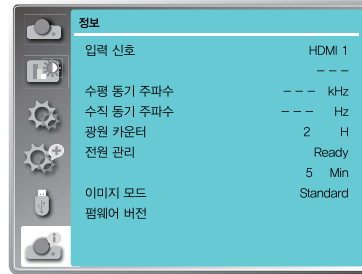 정보
입력 신호 HDMI 1
– – –
수평 동기 주파수 – – – kHz
수직 동기 주파수 – – – Hz
광원 카운터 2 H
전원 관리 Ready
5 Min
이미지 모드 Standard
펌웨어 버전